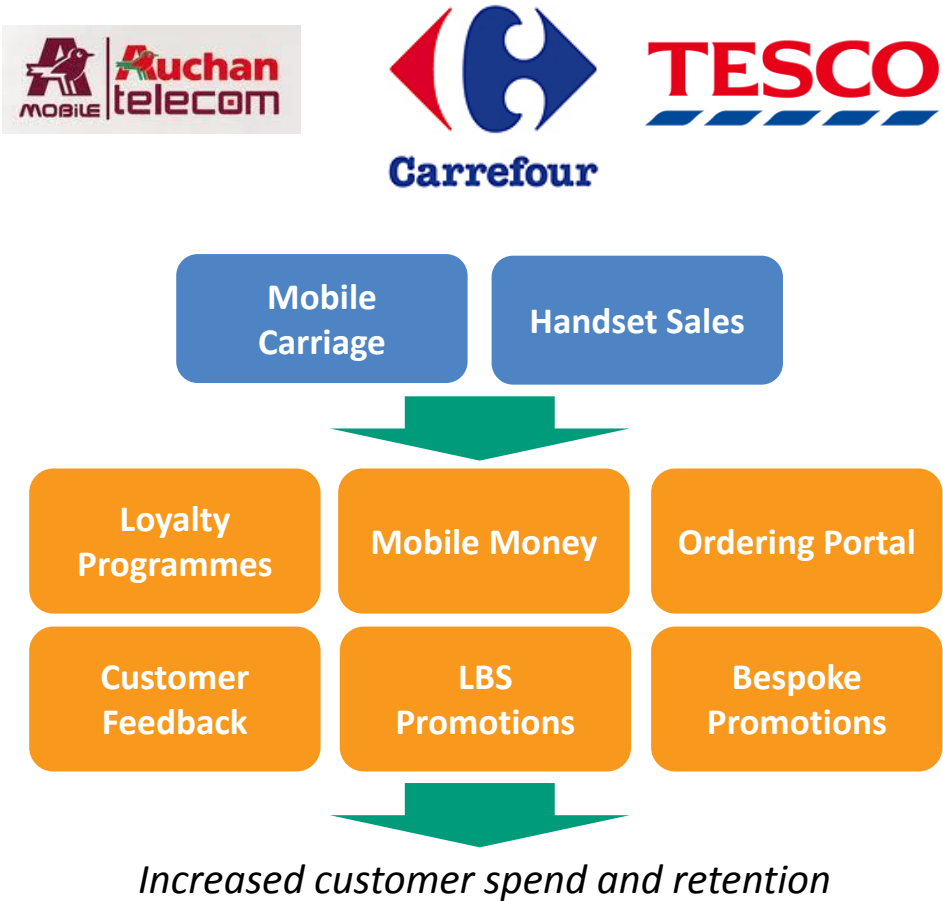 A MOBILE Auchan telecom
Carrefour
TESCO
Mobile
Carriage
Handset Sales
Loyalty
Programmes
Mobile Money
Ordering Portal
Customer
Feedback
LBS
Promotions
Bespoke
Promotions
Increased customer spend and retention